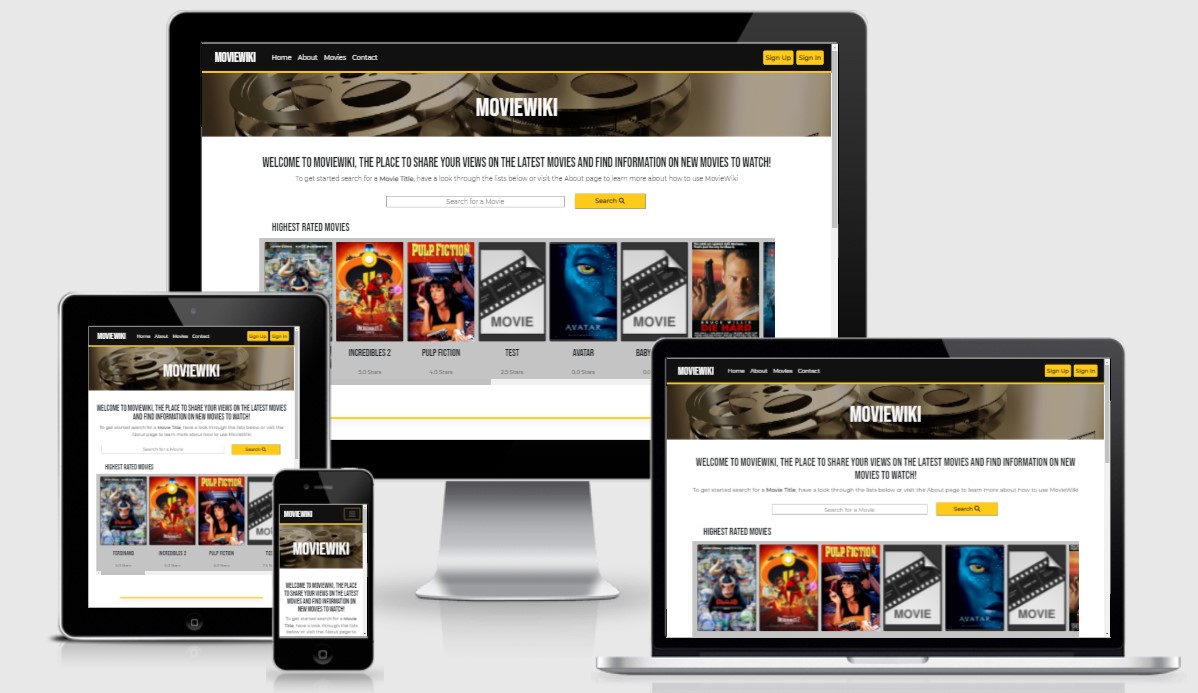 MOVIEWIKI Home About Movies Contact Sign Up Sign In
MOVIEWIKI
WELCOME TO MOVIEWIKI, THE PLACE TO SHARE YOUR VIEWS ON THE LATEST MOVIES AND FIND INFORMATION ON NEW MOVIES TO WATCH!
To get started search for a Movie Title, have a look through the lists below or visit the About page to learn more about how to use MovieWiki
Search for a Movie Search
HIGHEST RATED MOVIES
PULP FICTION
INCREDIBLES 2
MOVIE
AVATAR
MOVIE
BRUCE WILLIS
DIE HARD
INCREDIBLES 2 PULP FICTION TEST AVATAR BABY
3.0 Stars 4.0 Stars 2.5 Stars 0.0 Stars 0.0
MOVIEWIKI Home About Movies Contact Sign Up Sign In
MOVIEWIKI
WELCOME TO MOVIEWIKI, THE PLACE TO SHARE YOUR VIEWS ON THE LATEST MOVIES
AND FIND INFORMATION ON NEW MOVIES TO WATCH!
To get started search for a Movie Title, have a look through the lists below or visit the
About page to learn more about how to use MovieWiki
Search for a Movie Search
HIGHEST RATED MOVIES
PULP FICTION
FERDINAND INCREDIBLES 2 PULP FICTION TES
MOVIEWIKI
MOVIEWIKI
WELCOME TO MOVIEWIKI, THE PLACE
TO SHARE YOUR VIEWS ON THE LATEST
MOVIES AND FIND INFORMATION ON
NEW MOVIES TO WATCH!
To get started search for a Movie
Title, have a look through the lists
below or visit the About page to
MOVIEWIKI Home About Movies Contact Sign Up Sign In
MOVIEWIKI
WELCOME TO MOVIEWIKI, THE PLACE TO SHARE YOUR VIEWS ON THE LATEST MOVIES AND FIND INFORMATION ON NEW
MOVIES TO WATCH!
To get started search for a Movie Title, have a look through the lists below or visit the About page to learn more about how to use MovieWiki
Search for a Movie Search
HIGHEST RATED MOVIES
PULP FICTION
MOVIE
AVATAR
MOVIE